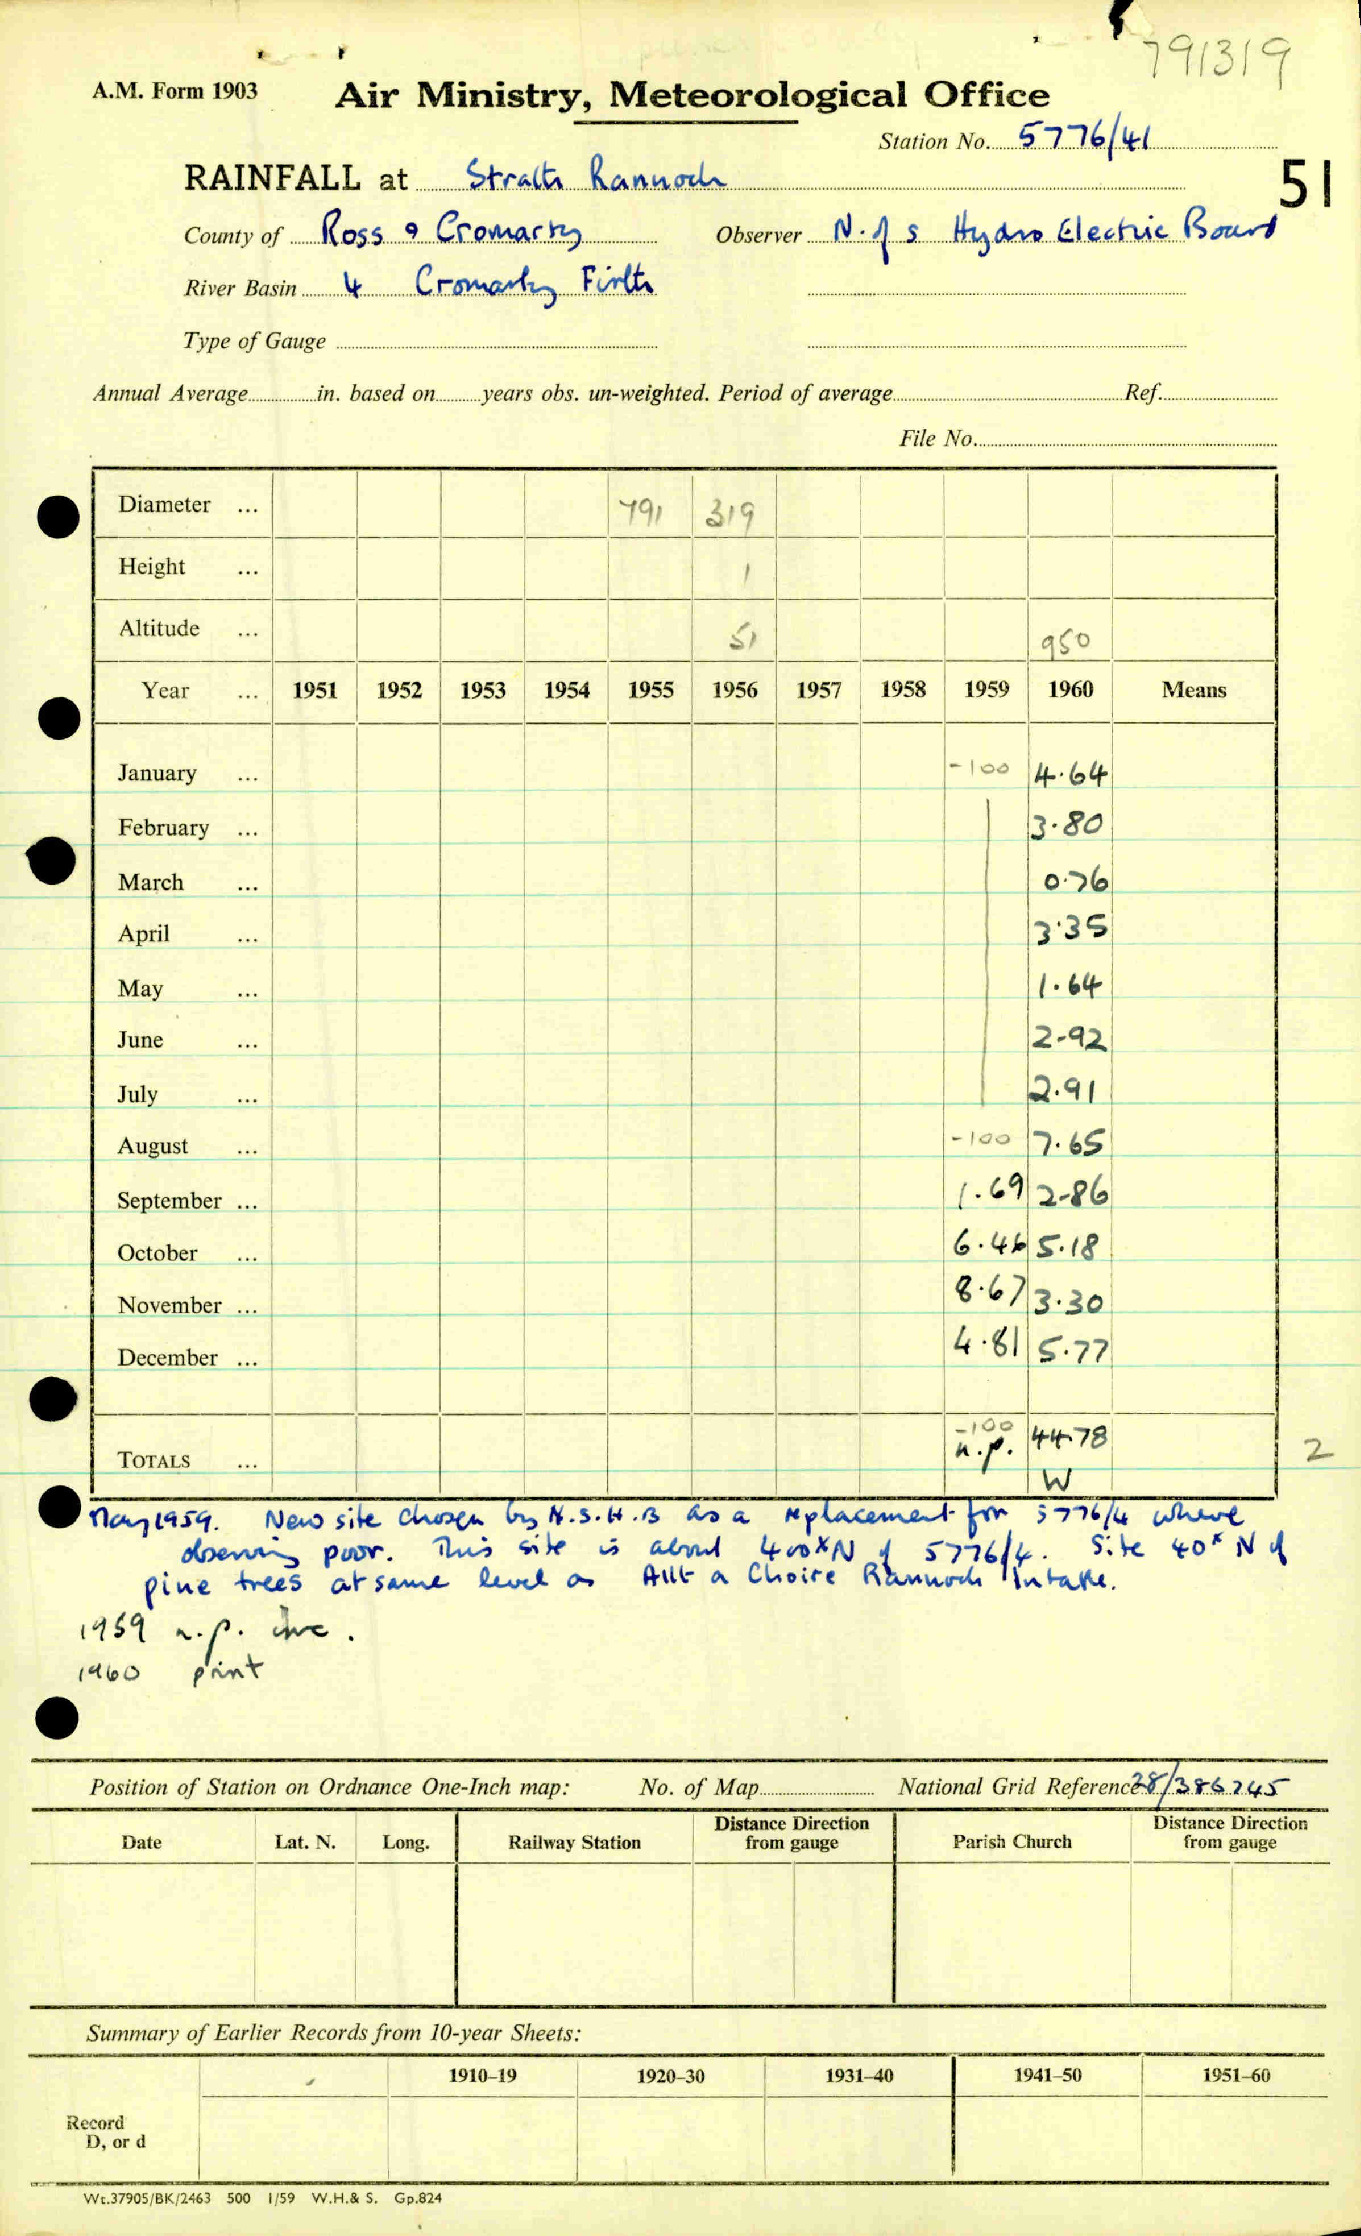 791319
A.M. Form 1903 Air Ministry, Meteorological Office
Station No. 5776/41
RAINFALL at Strath Rannoch 51
County of Ross & Cromarty Observer N. of S Hydro Electric Board
River Basin 4 Cromarty Firth
Type of Gauge
Annual Average in. based on years obs. un-weighted. Period of average Ref.
File No.
Diameter ... 791 319
Height ... 1
Altitude ... 51 950
Year ... 1951 1952 1953 1954 1955 1956 1957 1958 1959 1960 Means
January ... -100 4.64
February ... 3.80
March ... 0.76
April ... 3.35
May ... 1.64
June ... 2.92
July ... 2.91
August ... -100 7.65
September ... 1.69 2.86
October ... 6.46 5.18
November ... 8.67 3.30
December ... 4.81 5.77
-100
TOTALS ... n.p. 44.78 2
W
May 1959. New site chosen by N.S.H.B as a replacement for 5776/4 where
observing poor. This site is about 400x N of 5776/4. Site 40x N of
pine trees at same level as Allt a Choire Rannoch Intake.
1959 n.p. inc.
1960 print
Position of Station on Ordnance One-Inch map: No. of Map National Grid Reference 28/386745
Date Lat. N. Long. Railway Station Distance Direction from gauge Parish Church Distance Direction from gauge
Summary of Earlier Records from 10-year Sheets:
1910–19 1920–30 1931–40 1941–50 1951–60
Record
D, or d
Wt.37905/BK/2463 500 1/59 W.H.& S. Gp.824